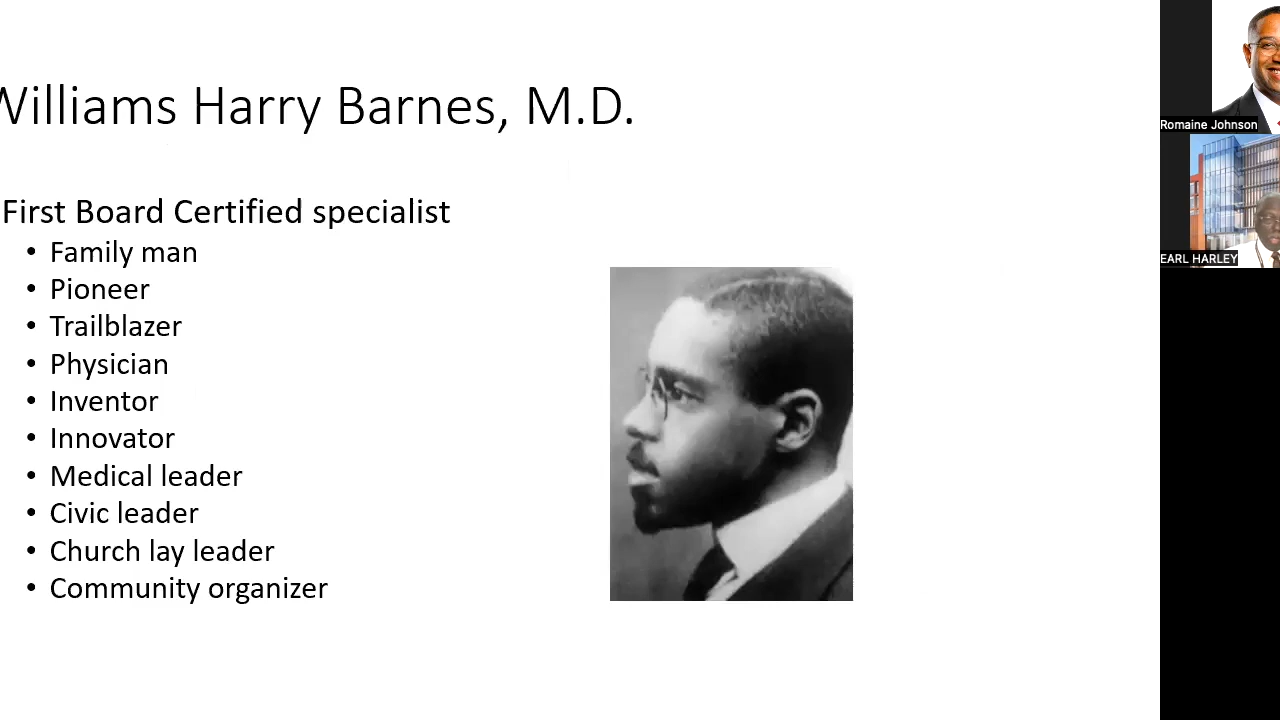 Williams Harry Barnes, M.D.
First Board Certified specialist
• Family man
• Pioneer
• Trailblazer
• Physician
• Inventor
• Innovator
• Medical leader
• Civic leader
• Church lay leader
• Community organizer
Romaine Johnson
EARL HARLEY